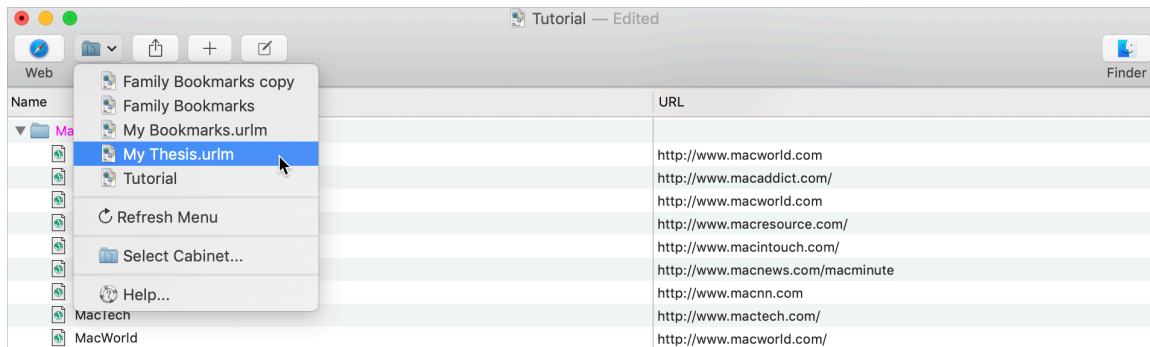 Tutorial — Edited
Web
Finder
Family Bookmarks copy
Family Bookmarks
My Bookmarks.urlm
My Thesis.urlm
Tutorial
Refresh Menu
Select Cabinet...
Help...
Name URL
Ma
http://www.macworld.com
http://www.macaddict.com/
http://www.macworld.com
http://www.macresource.com/
http://www.macintouch.com/
http://www.macnews.com/macminute
http://www.macnn.com
MacTech http://www.mactech.com/
MacWorld http://www.macworld.com/